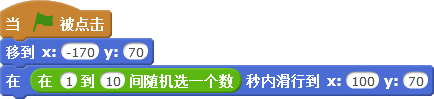 当 被点击
移到 x: -170 y: 70
在 在 1 到 10 间随机选一个数 秒内滑行到 x: 100 y: 70